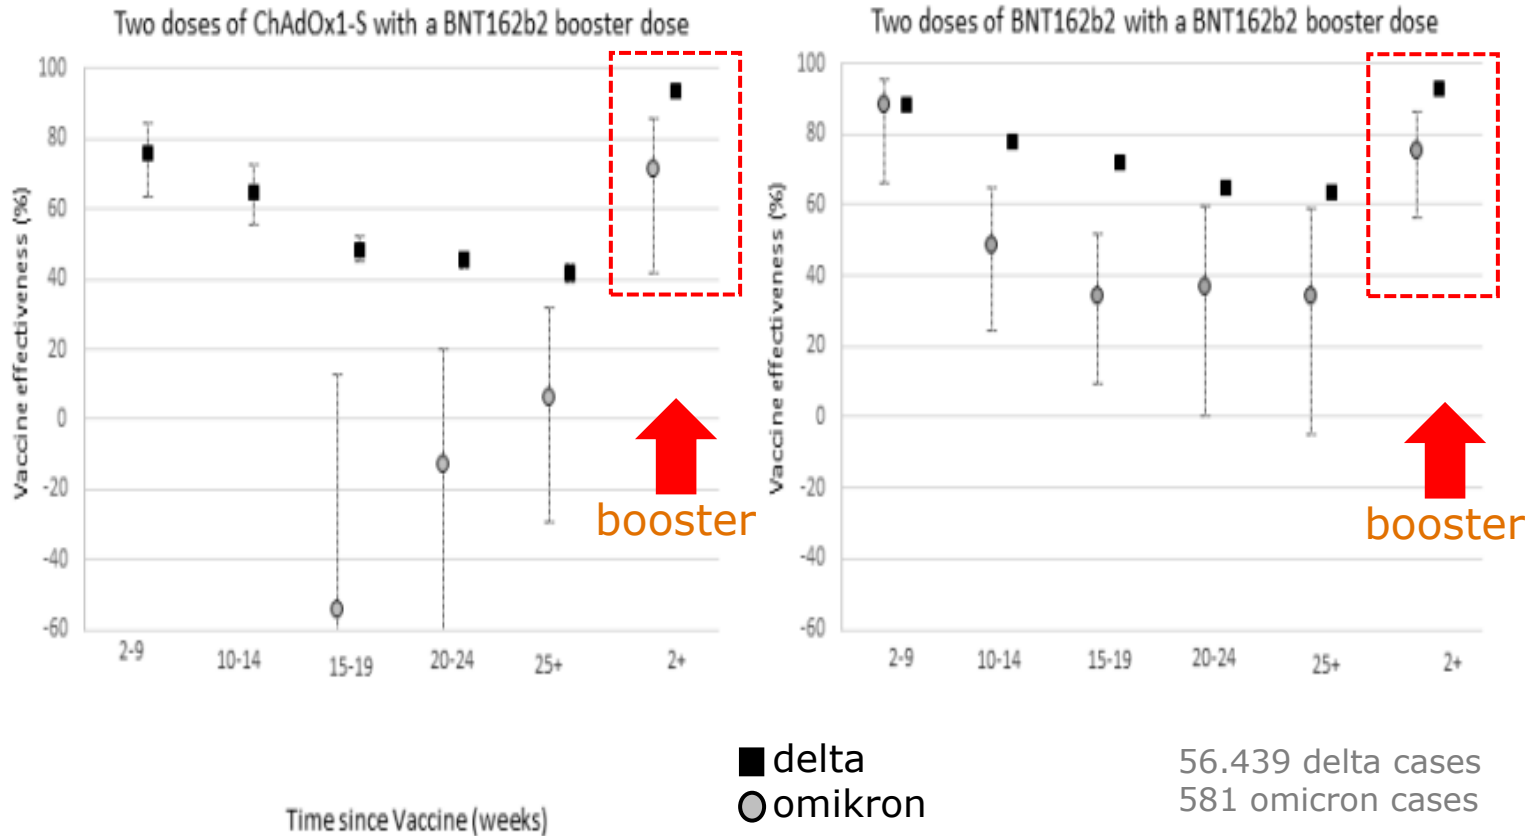 Two doses of ChAdOx1-S with a BNT162b2 booster dose
Vaccine effectiveness (%)
100
80
60
40
20
0
-20
-40
-60
2-9
10-14
15-19
20-24
25+
2+
booster
Two doses of BNT162b2 with a BNT162b2 booster dose
Vaccine effectiveness (%)
100
80
60
40
20
0
-20
-40
-60
2-9
10-14
15-19
20-24
25+
2+
booster
delta
omikron
56.439 delta cases
581 omicron cases
Time since Vaccine (weeks)